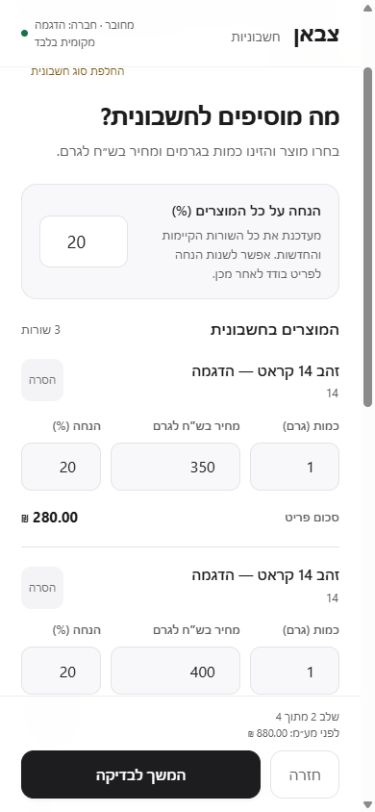 צבאן
חשבוניות
מחובר · חברה: הדגמה
מקומית בלבד
החלפת סוג חשבונית
מה מוסיפים לחשבונית?
בחרו מוצר והזינו כמות בגרמים ומחיר בש״ח לגרם.
הנחה על כל המוצרים (%)
מעדכנת את כל השורות הקיימות
והחדשות. אפשר לשנות הנחה
לפריט בודד לאחר מכן.
20
המוצרים בחשבונית
3 שורות
זהב 14 קראט — הדגמה
14
הסרה
כמות (גרם) מחיר בש״ח לגרם הנחה (%)
1 350 20
סכום פריט
280.00 ₪
זהב 14 קראט — הדגמה
14
הסרה
כמות (גרם) מחיר בש״ח לגרם הנחה (%)
1 400 20
שלב 2 מתוך 4
לפני מע״מ: 880.00 ₪
חזרה
המשך לבדיקה